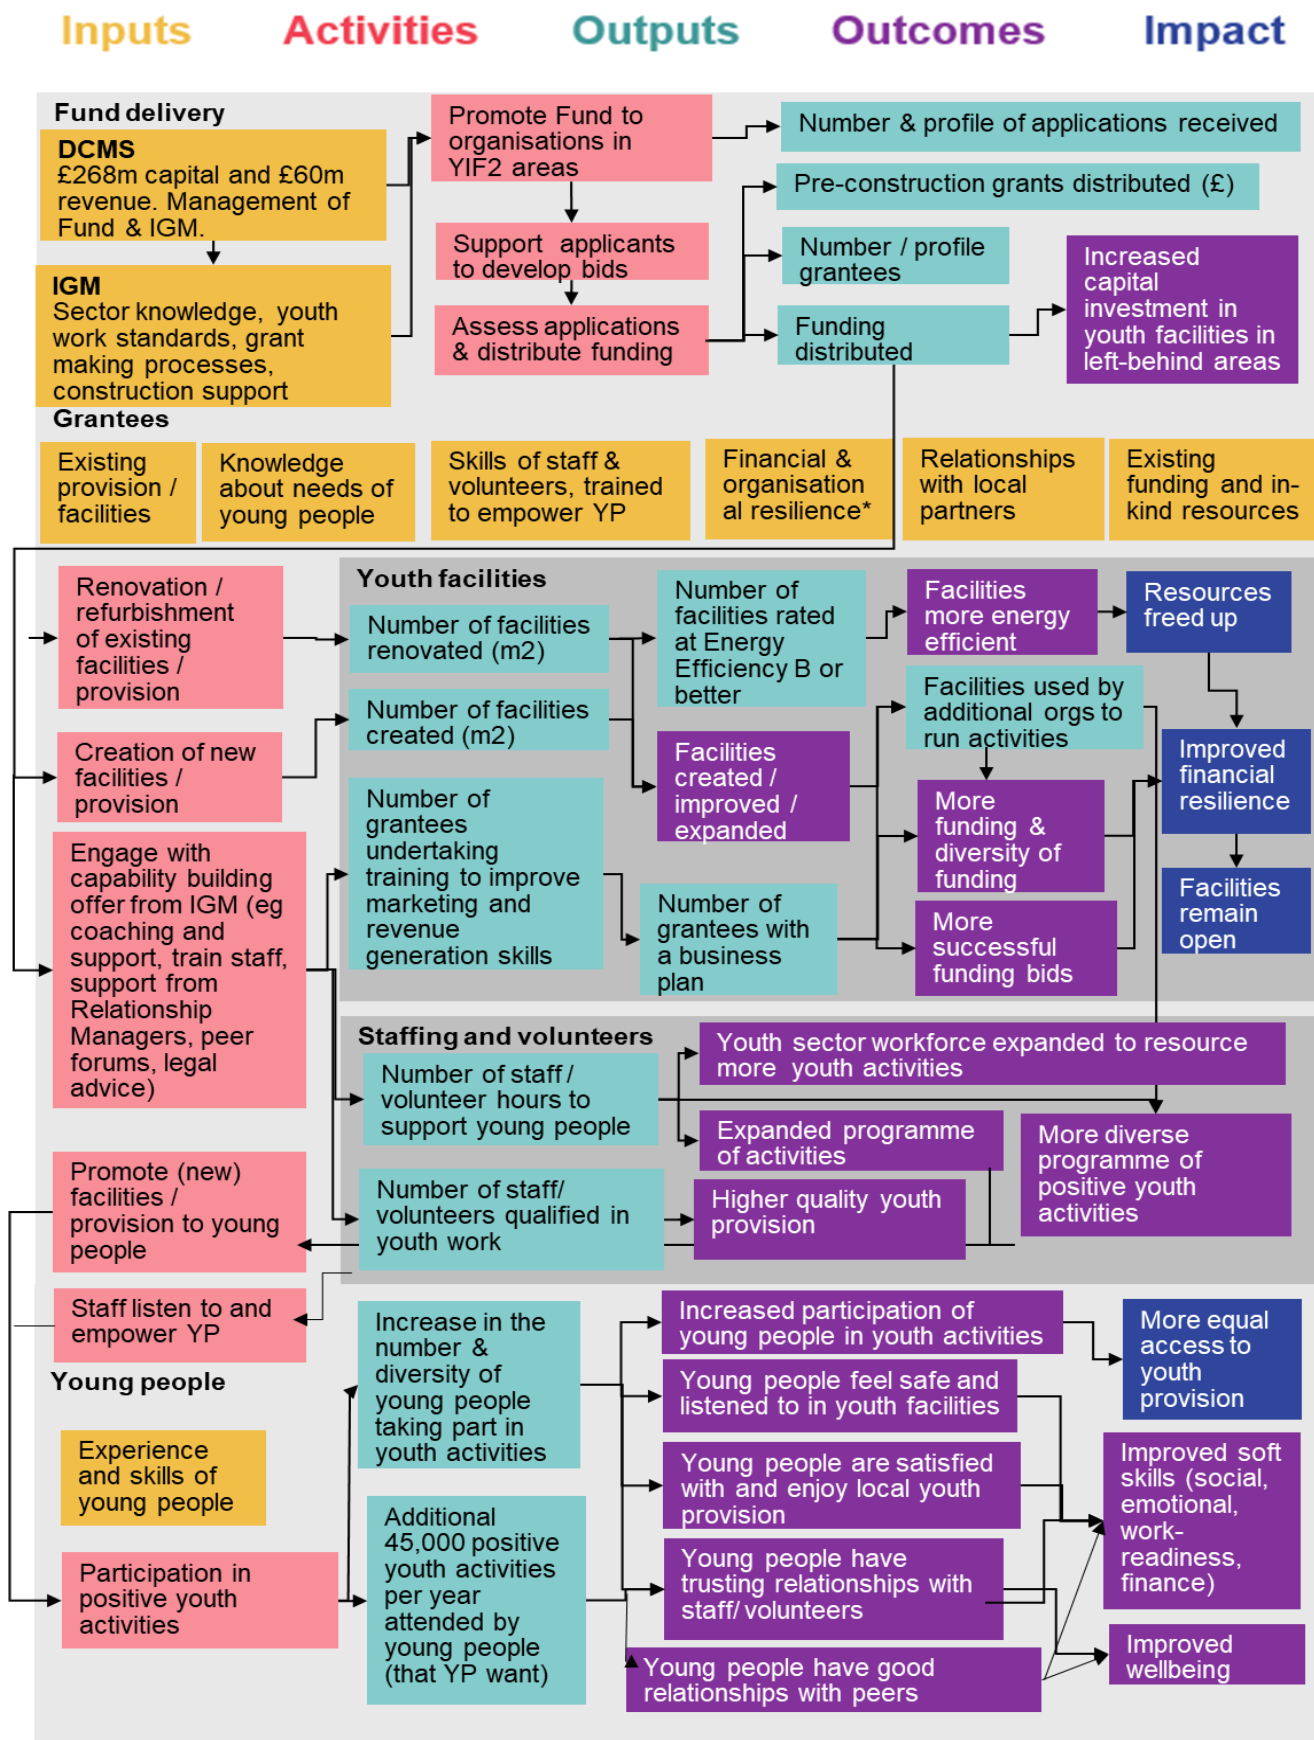 Inputs Activities Outputs Outcomes Impact
Fund delivery
DCMS
£268m capital and £60m
revenue. Management of
Fund & IGM.
IGM
Sector knowledge, youth
work standards, grant
making processes,
construction support
Promote Fund to
organisations in
YIF2 areas
Support applicants
to develop bids
Assess applications
& distribute funding
Number & profile of applications received
Pre-construction grants distributed (£)
Number / profile
grantees
Funding
distributed
Increased
capital
investment in
youth facilities in
left-behind areas
Grantees
Existing
provision /
facilities
Knowledge
about needs of
young people
Skills of staff &
volunteers, trained
to empower YP
Financial &
organisation
al resilience*
Relationships
with local
partners
Existing
funding and in-
kind resources
Renovation /
refurbishment
of existing
facilities /
provision
Creation of new
facilities /
provision
Engage with
capability building
offer from IGM (eg
coaching and
support, train staff,
support from
Relationship
Managers, peer
forums, legal
advice)
Promote (new)
facilities /
provision to young
people
Staff listen to and
empower YP
Youth facilities
Number of facilities
renovated (m2)
Number of facilities
created (m2)
Number of
grantees
undertaking
training to improve
marketing and
revenue
generation skills
Number of
facilities rated
at Energy
Efficiency B or
better
Facilities
created /
improved /
expanded
Number of
grantees with
a business
plan
Facilities
more energy
efficient
Facilities used by
additional orgs to
run activities
More
funding &
diversity of
funding
More
successful
funding bids
Resources
freed up
Improved
financial
resilience
Facilities
remain
open
Staffing and volunteers
Number of staff /
volunteer hours to
support young people
Number of staff/
volunteers qualified in
youth work
Youth sector workforce expanded to resource
more youth activities
Expanded programme
of activities
Higher quality youth
provision
More diverse
programme of
positive youth
activities
Young people
Experience
and skills of
young people
Participation in
positive youth
activities
Increase in the
number &
diversity of
young people
taking part in
youth activities
Additional
45,000 positive
youth activities
per year
attended by
young people
(that YP want)
Increased participation of
young people in youth activities
Young people feel safe and
listened to in youth facilities
Young people are satisfied
with and enjoy local youth
provision
Young people have
trusting relationships with
staff/ volunteers
Young people have good
relationships with peers
More equal
access to
youth
provision
Improved soft
skills (social,
emotional,
work-
readiness,
finance)
Improved
wellbeing